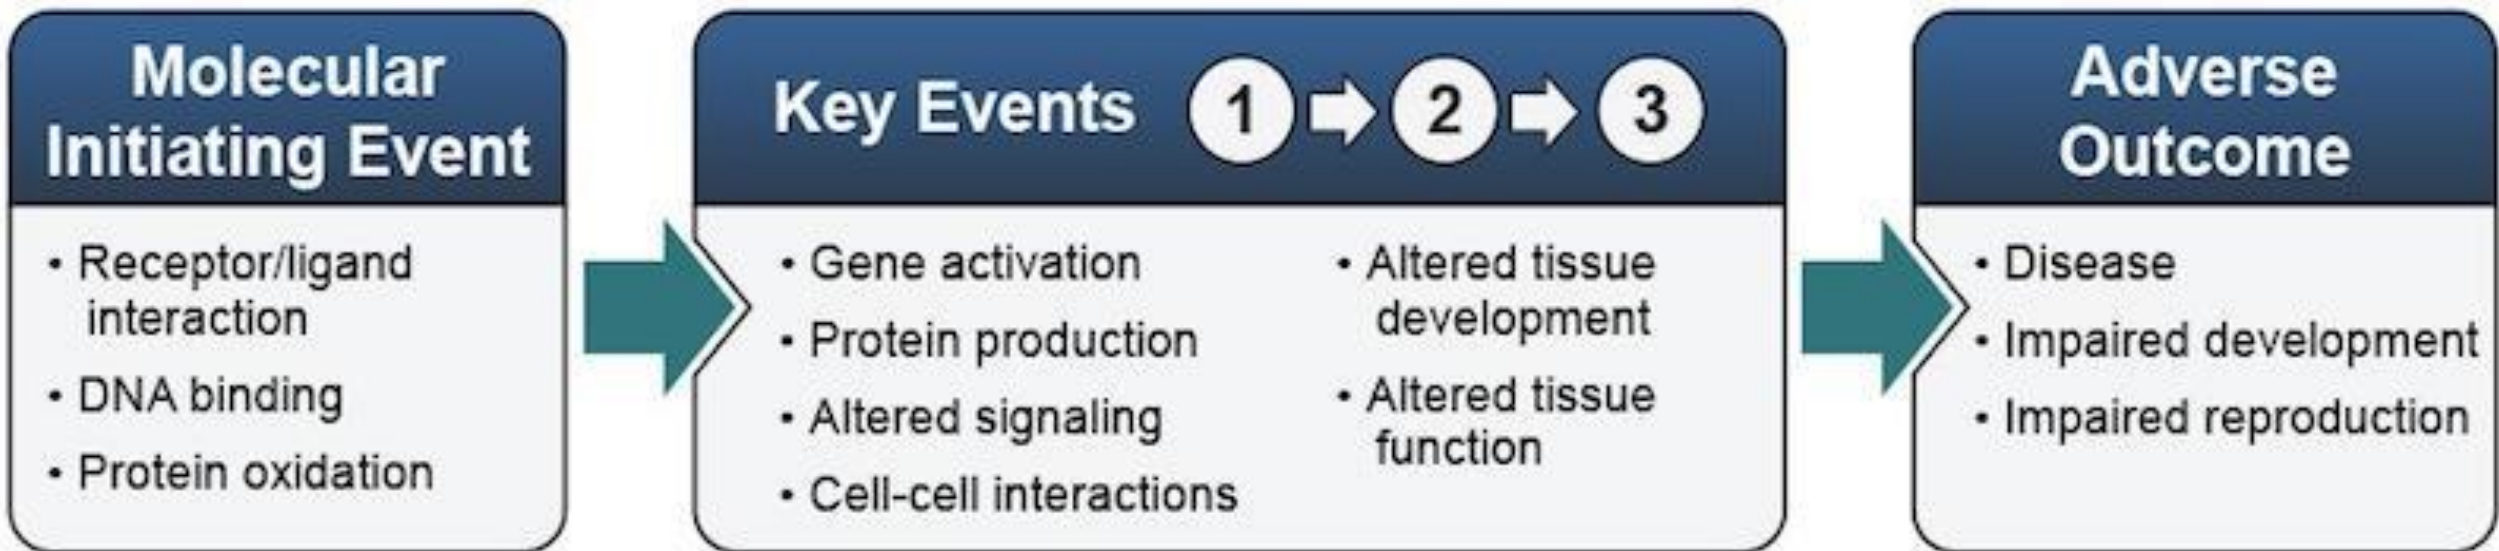 Molecular
Initiating Event
• Receptor/ligand
interaction
• DNA binding
• Protein oxidation
Key Events 1 2 3
• Gene activation
• Protein production
• Altered signaling
• Cell-cell interactions
• Altered tissue
development
• Altered tissue
function
Adverse
Outcome
• Disease
• Impaired development
• Impaired reproduction